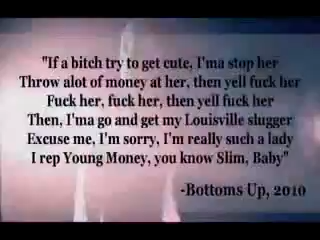 "If a bitch try to get cute, I'ma stop her
Throw alot of money at her, then yell fuck her
Fuck her, fuck her, then yell fuck her
Then, I'ma go and get my Louisville slugger
Excuse me, I'm sorry, I'm really such a lady
I rep Young Money, you know Slim, Baby"
-Bottoms Up, 2010